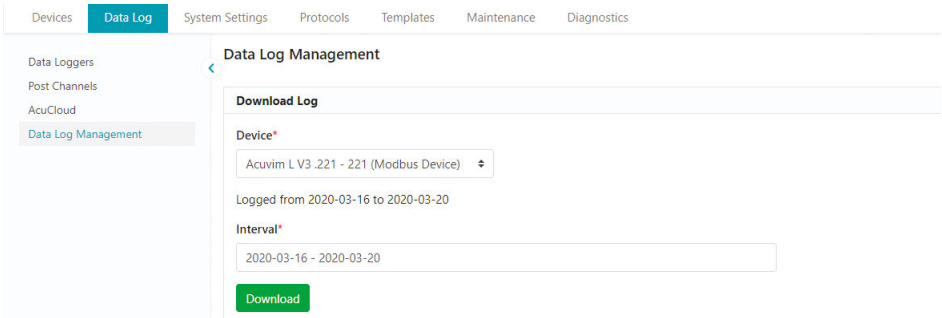 Devices Data Log System Settings Protocols Templates Maintenance Diagnostics
Data Loggers
Post Channels
AcuCloud
Data Log Management
Data Log Management
Download Log
Device*
Acuvim L V3 .221 - 221 (Modbus Device)
Logged from 2020-03-16 to 2020-03-20
Interval*
2020-03-16 - 2020-03-20
Download